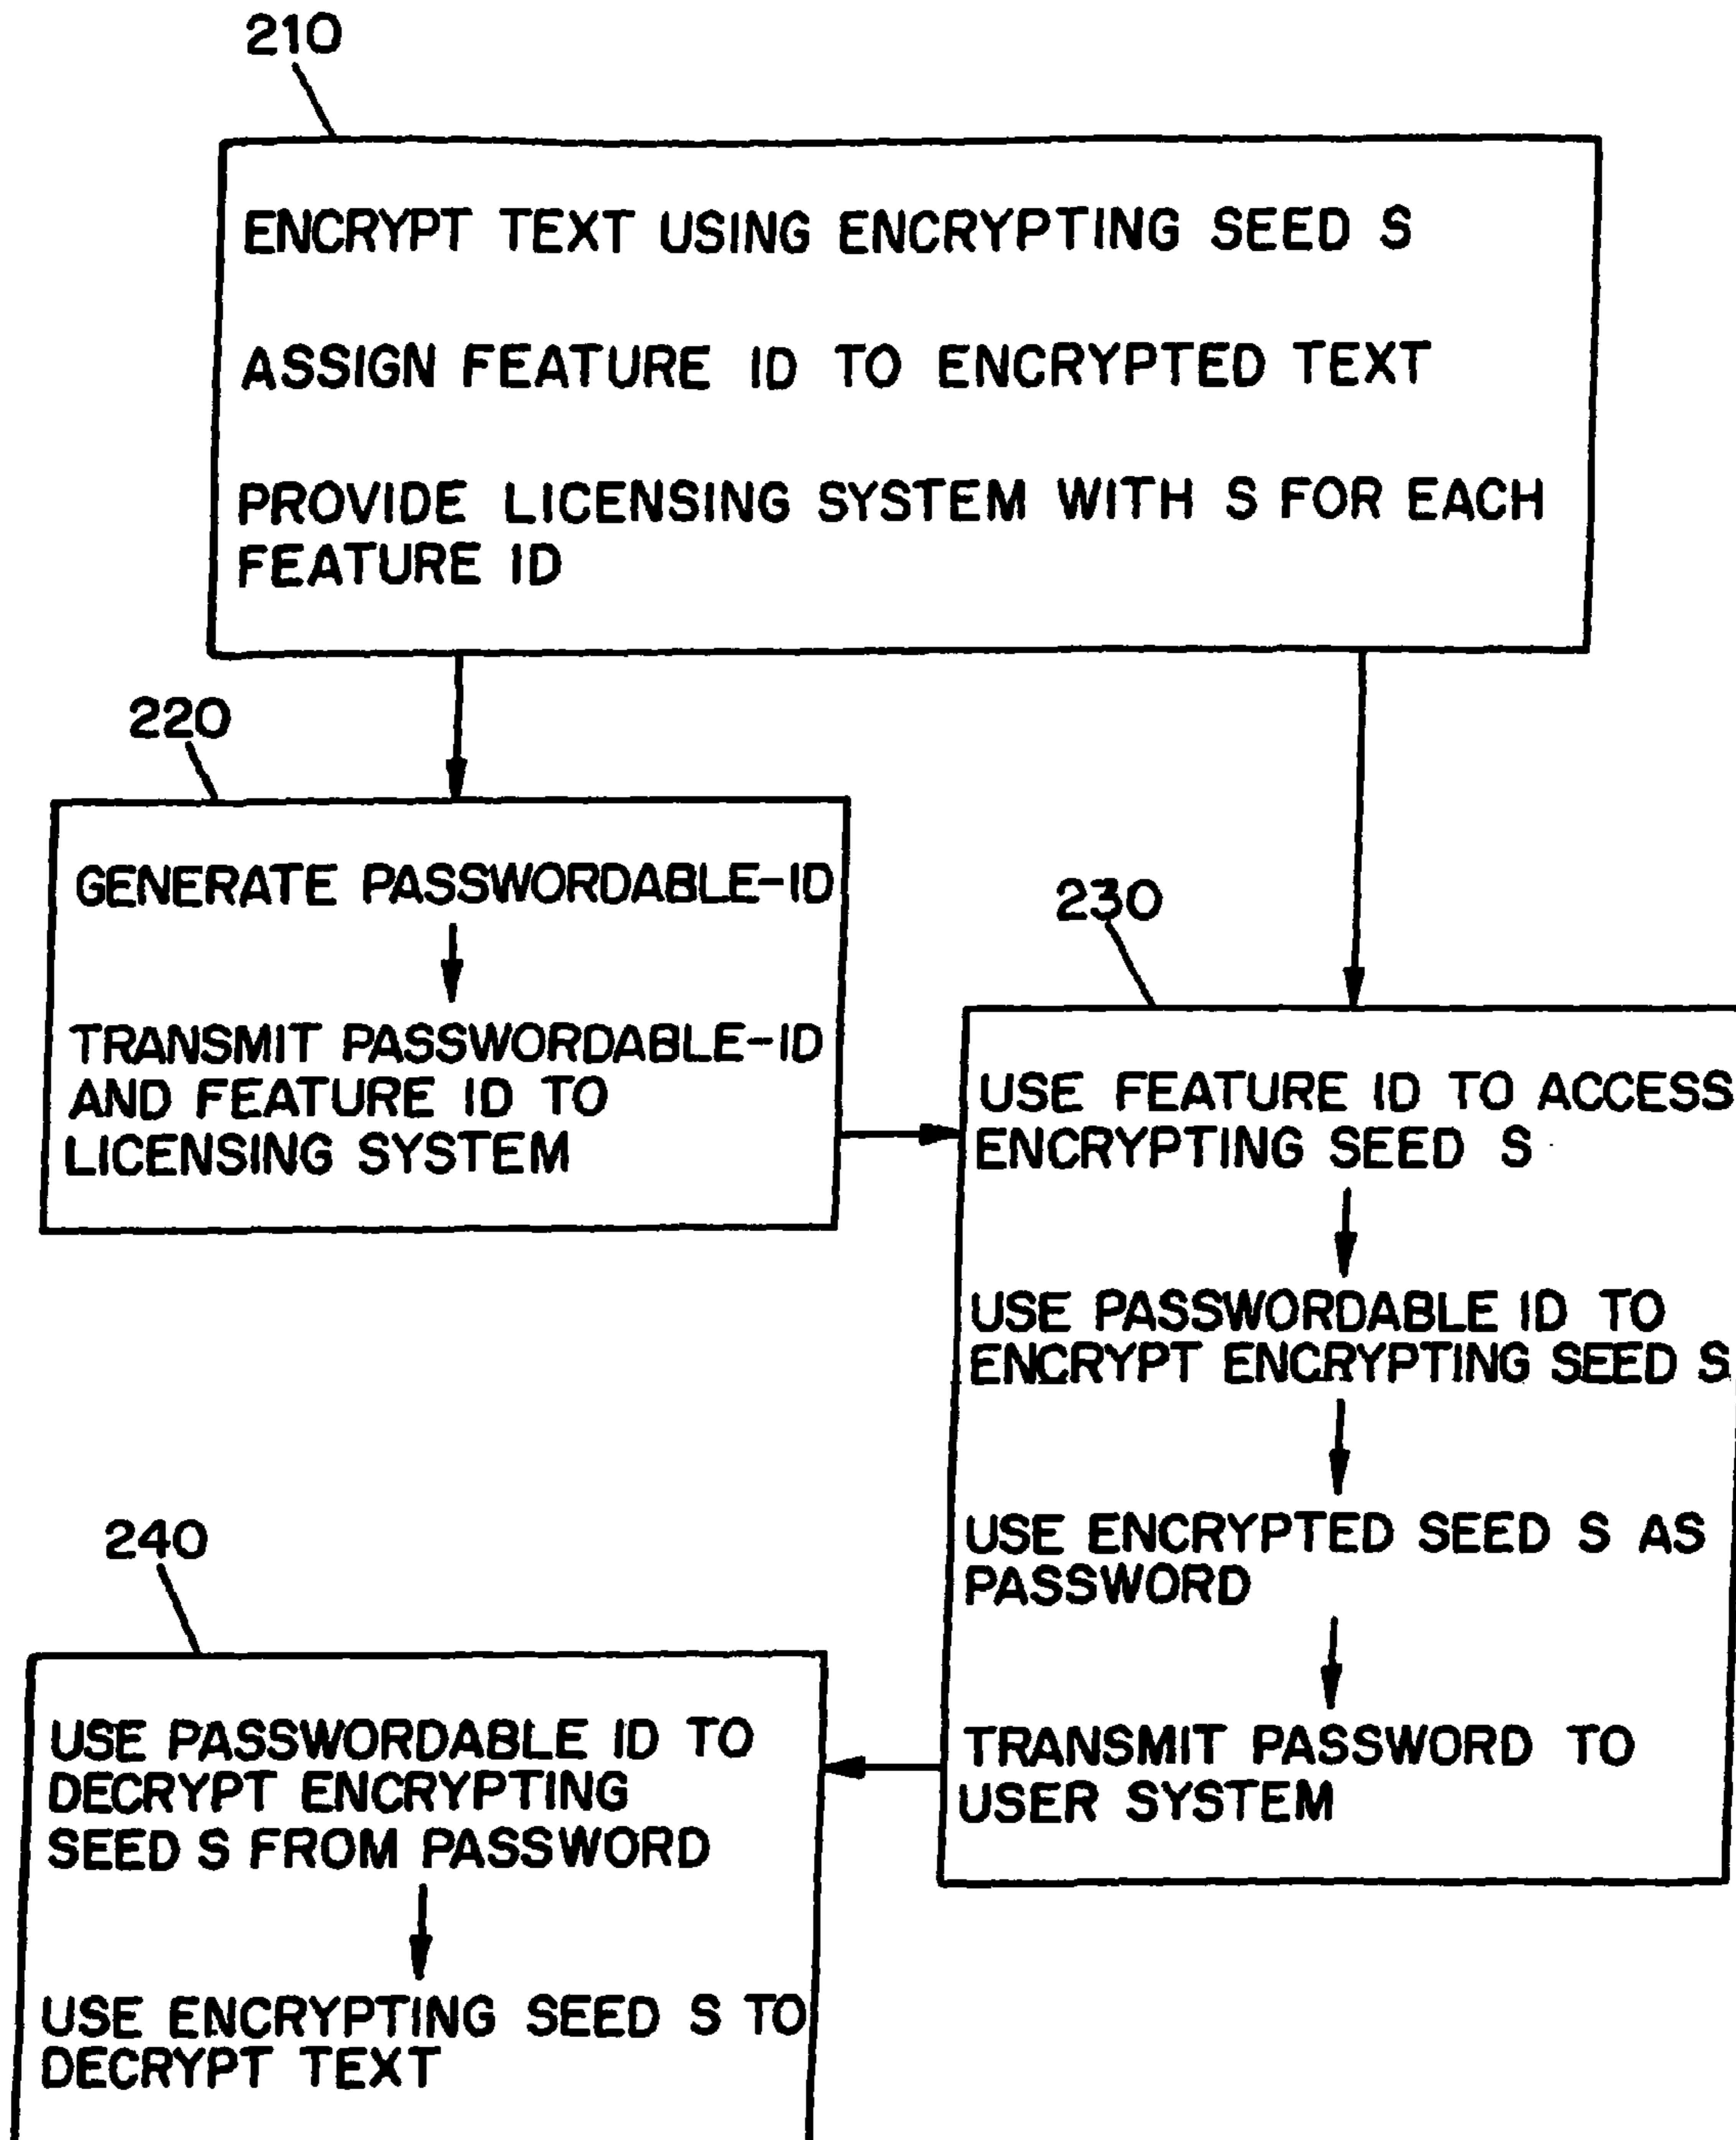 210
ENCRYPT TEXT USING ENCRYPTING SEED S
ASSIGN FEATURE ID TO ENCRYPTED TEXT
PROVIDE LICENSING SYSTEM WITH S FOR EACH
FEATURE ID
220
GENERATE PASSWORDABLE-ID
TRANSMIT PASSWORDABLE-ID
AND FEATURE ID TO
LICENSING SYSTEM
230
USE FEATURE ID TO ACCESS
ENCRYPTING SEED S
USE PASSWORDABLE ID TO
ENCRYPT ENCRYPTING SEED S
USE ENCRYPTED SEED S AS
PASSWORD
TRANSMIT PASSWORD TO
USER SYSTEM
240
USE PASSWORDABLE ID TO
DECRYPT ENCRYPTING
SEED S FROM PASSWORD
USE ENCRYPTING SEED S TO
DECRYPT TEXT